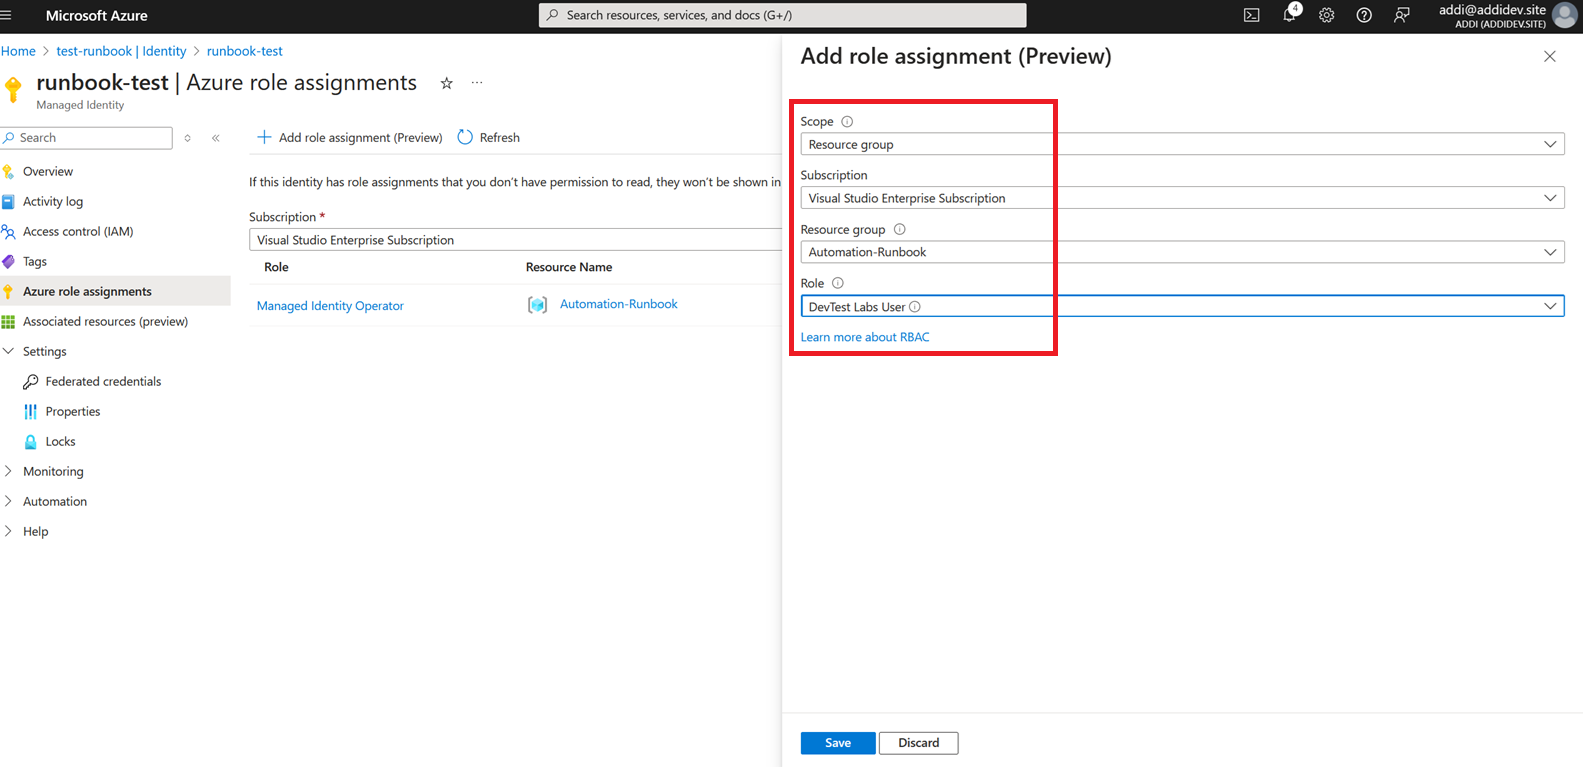 Microsoft Azure
Search resources, services, and docs (G+/)
4
addi@addidev.site
ADDI (ADDIDEV.SITE)
Home > test-runbook | Identity > runbook-test
runbook-test | Azure role assignments
Managed Identity
Search
Overview
Activity log
Access control (IAM)
Tags
Azure role assignments
Associated resources (preview)
Settings
Federated credentials
Properties
Locks
Monitoring
Automation
Help
Add role assignment (Preview) Refresh
If this identity has role assignments that you don't have permission to read, they won't be shown in
Subscription *
Visual Studio Enterprise Subscription
Role Resource Name
Managed Identity Operator Automation-Runbook
Add role assignment (Preview)
Scope
Resource group
Subscription
Visual Studio Enterprise Subscription
Resource group
Automation-Runbook
Role
DevTest Labs User
Learn more about RBAC
Save Discard